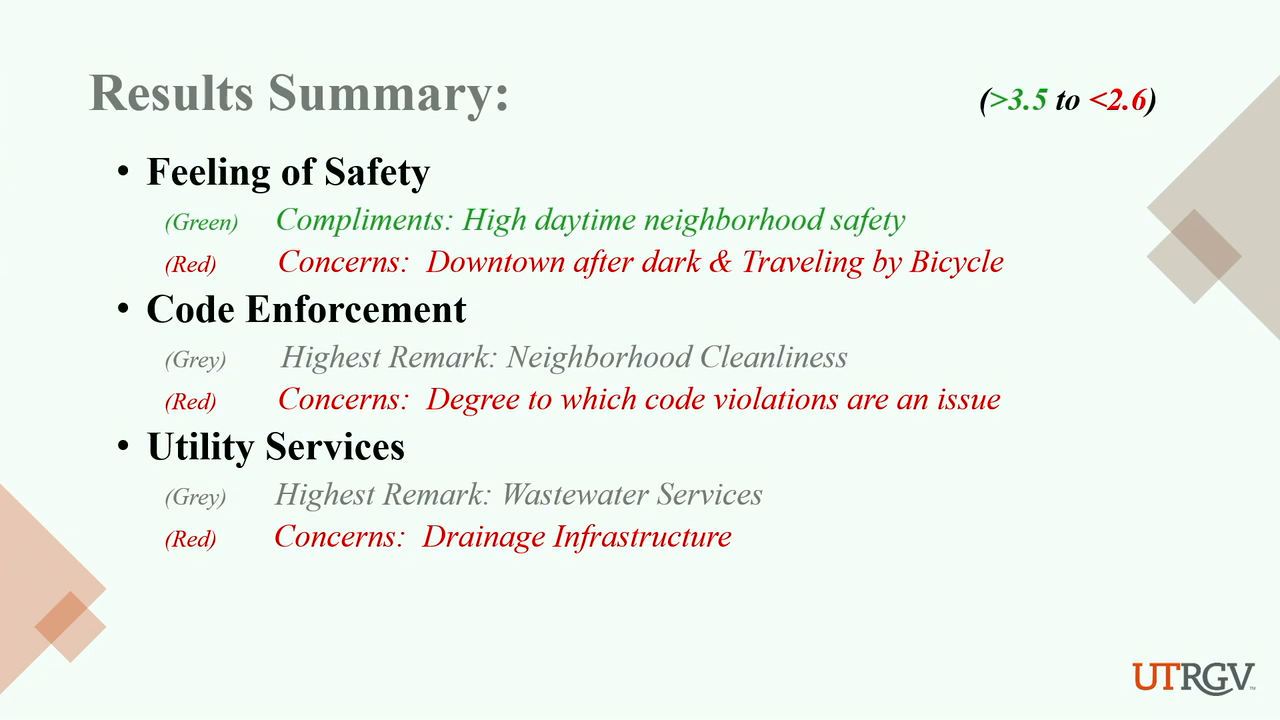 Results Summary:
(>3.5 to <2.6)
• Feeling of Safety
(Green) Compliments: High daytime neighborhood safety
(Red) Concerns: Downtown after dark & Traveling by Bicycle
• Code Enforcement
(Grey) Highest Remark: Neighborhood Cleanliness
(Red) Concerns: Degree to which code violations are an issue
• Utility Services
(Grey) Highest Remark: Wastewater Services
(Red) Concerns: Drainage Infrastructure
UTRGV™